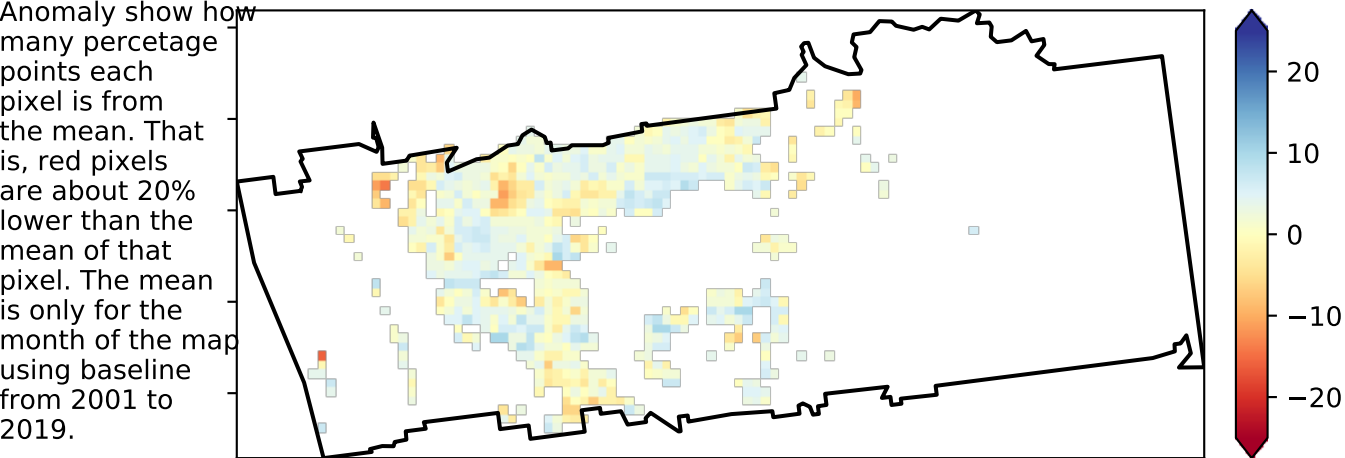 Anomaly show how
many percetage
points each
pixel is from
the mean. That
is, red pixels
are about 20%
lower than the
mean of that
pixel. The mean
is only for the
month of the map
using baseline
from 2001 to
2019.
20
10
0
−10
−20